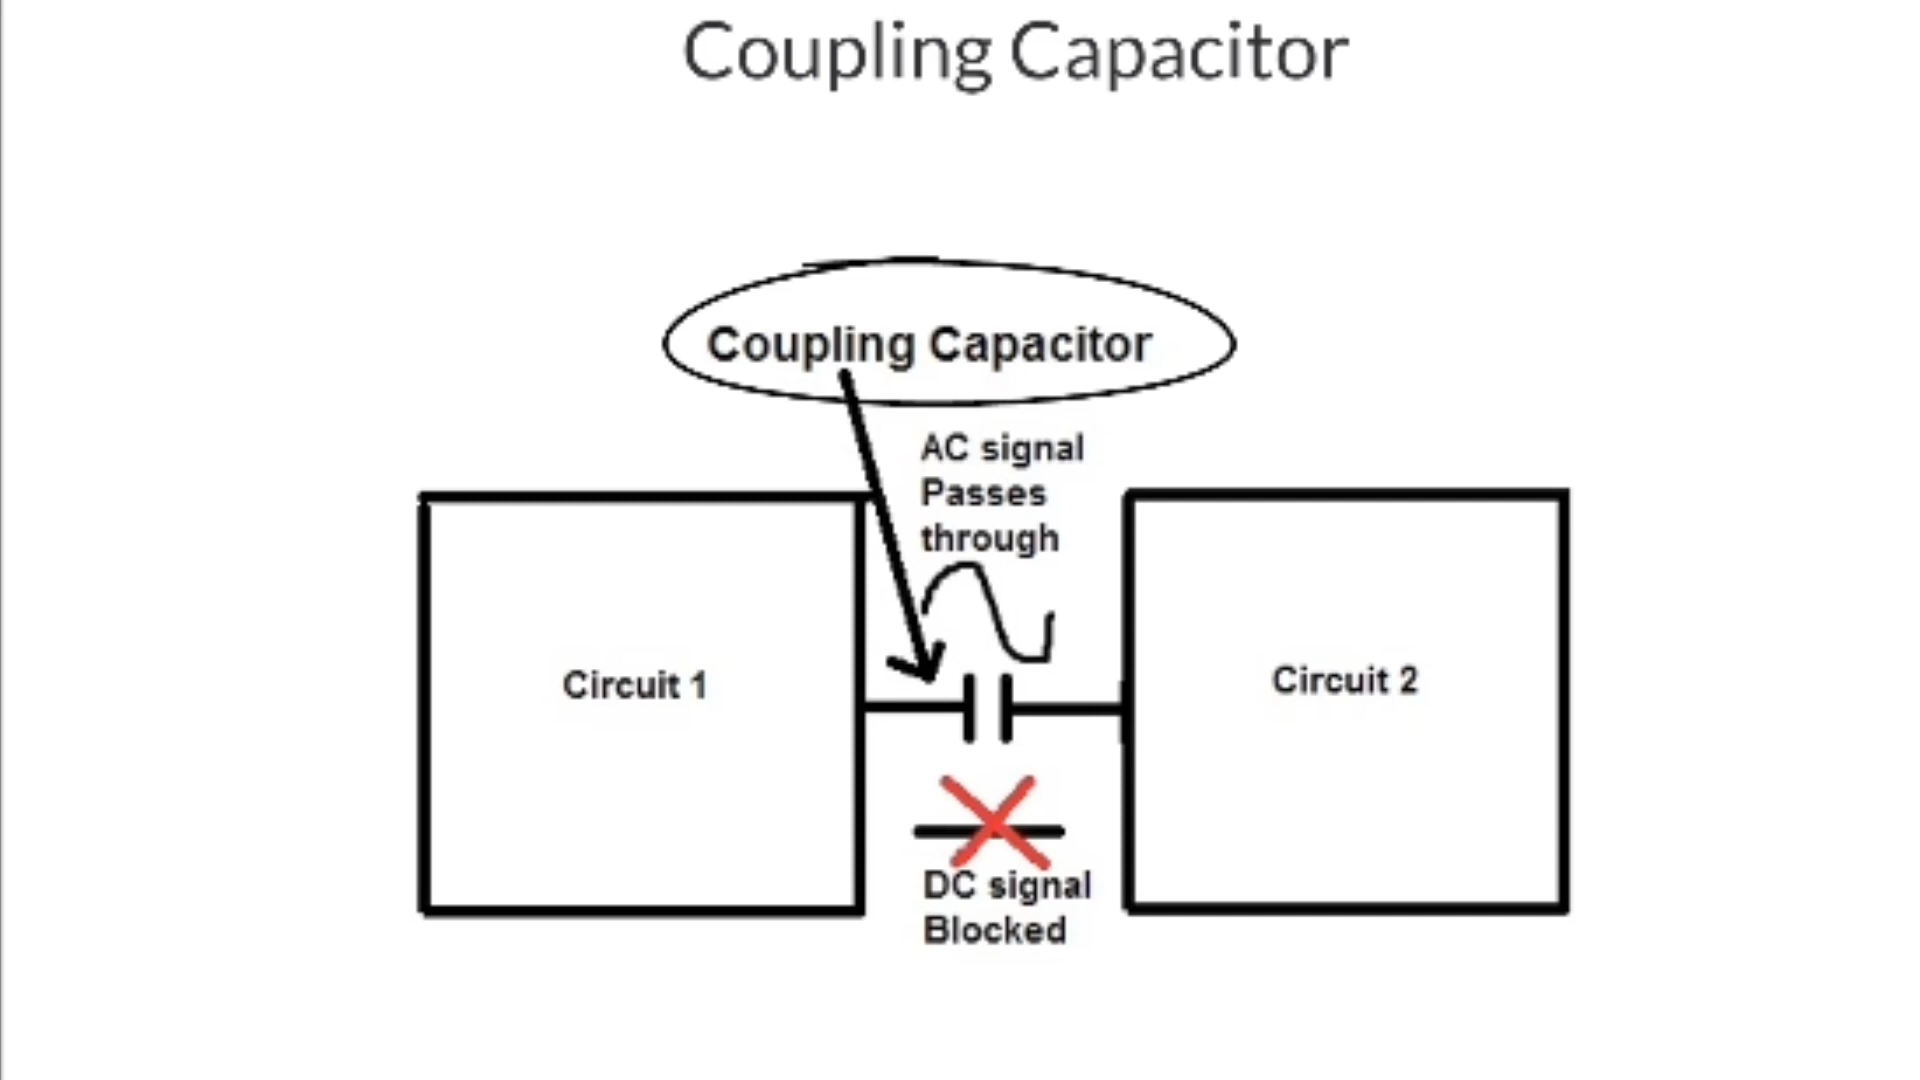 Coupling Capacitor
Coupling Capacitor
AC signal
Passes
through
Circuit 1
Circuit 2
DC signal
Blocked